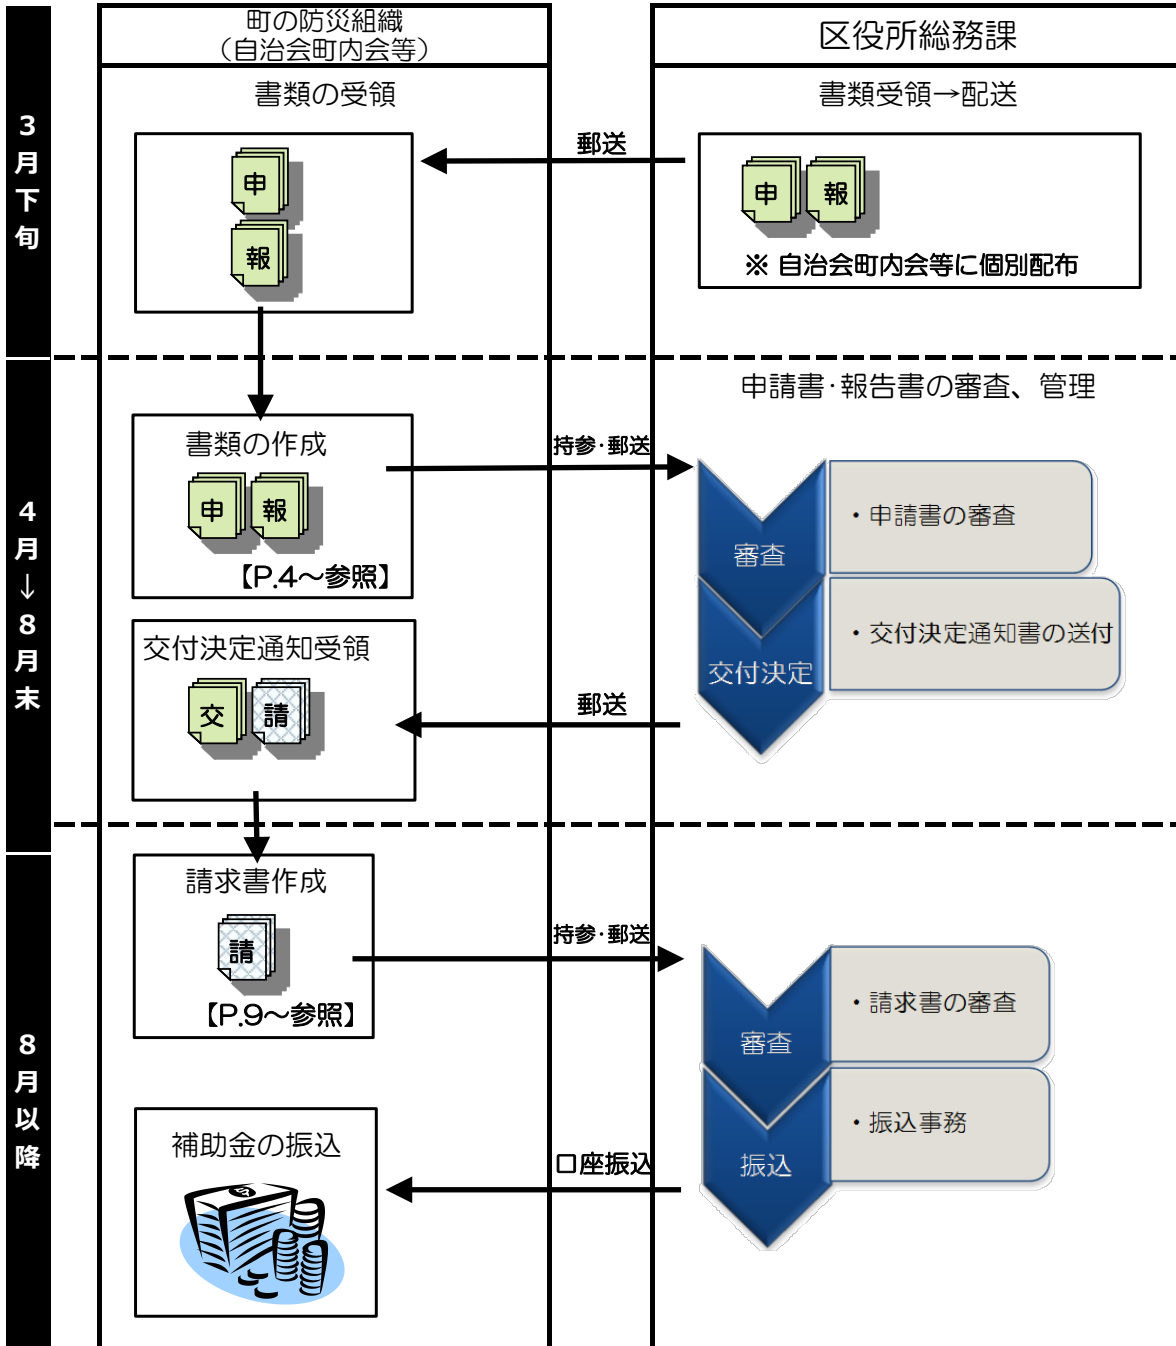 町の防災組織
（自治会町内会等）
区役所総務課
3月下旬
書類の受領
申
報
郵送
書類受領→配送
申
報
※ 自治会町内会等に個別配布
4月→8月末
書類の作成
申
報
【P.4～参照】
持参・郵送
申請書・報告書の審査、管理
審査
・申請書の審査
交付決定
・交付決定通知書の送付
交付決定通知受領
交
請
郵送
8月以降
請求書作成
請
【P.9～参照】
持参・郵送
審査
・請求書の審査
振込
・振込事務
補助金の振込
口座振込